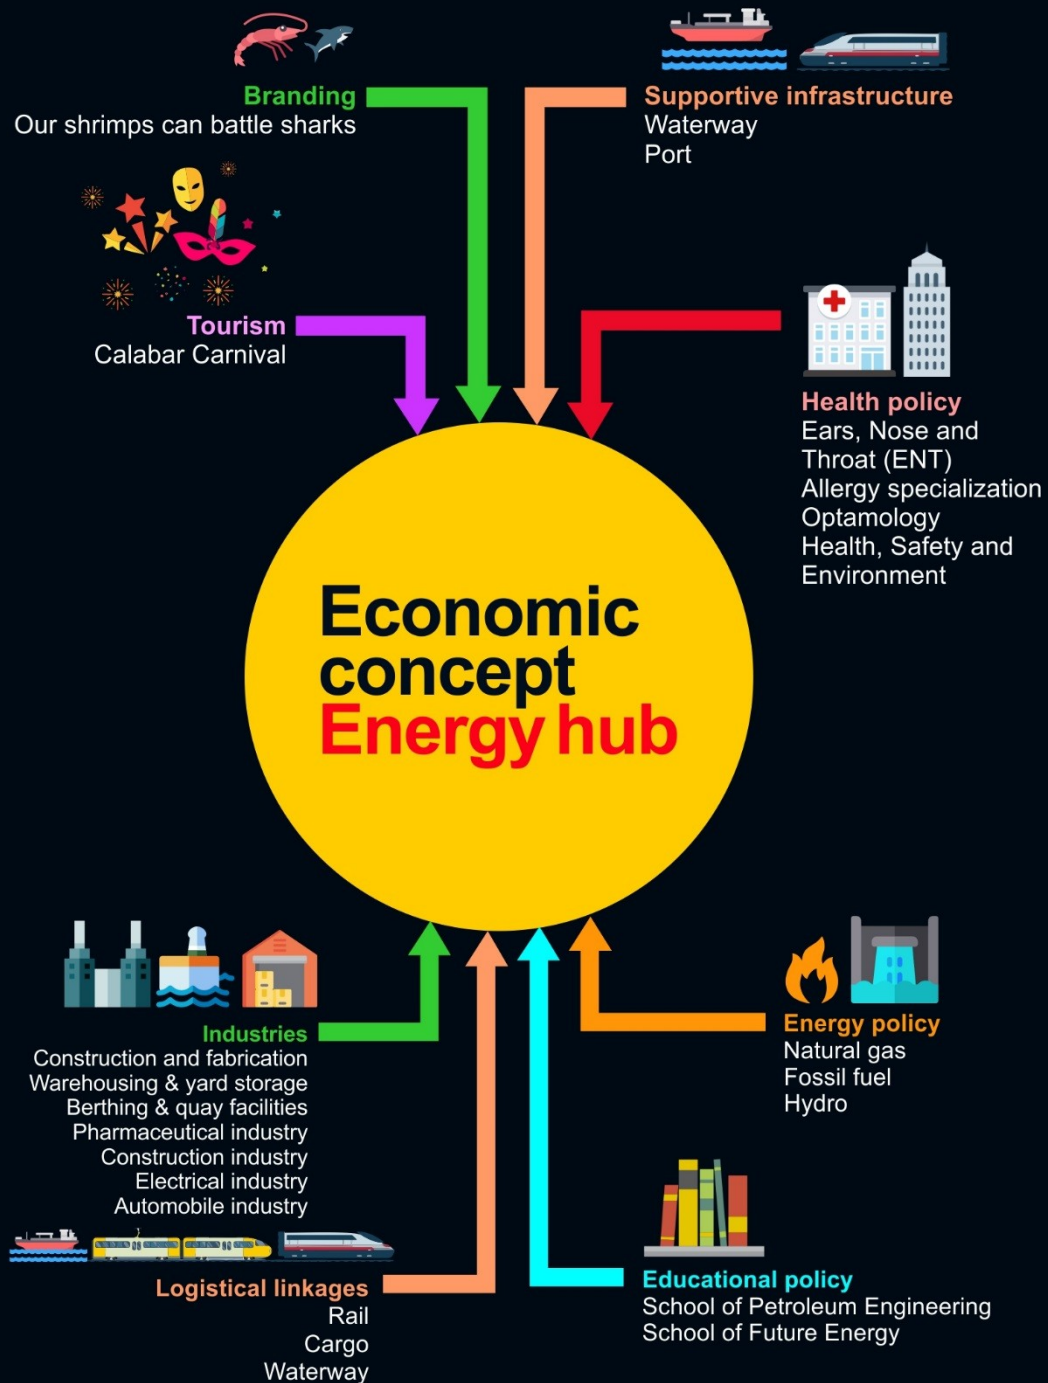 Branding
Our shrimps can battle sharks
Supportive infrastructure
Waterway
Port
Tourism
Calabar Carnival
Health policy
Ears, Nose and
Throat (ENT)
Allergy specialization
Optamology
Health, Safety and
Environment
Economic
concept
Energy hub
Industries
Construction and fabrication
Warehousing & yard storage
Berthing & quay facilities
Pharmaceutical industry
Construction industry
Electrical industry
Automobile industry
Energy policy
Natural gas
Fossil fuel
Hydro
Logistical linkages
Rail
Cargo
Waterway
Educational policy
School of Petroleum Engineering
School of Future Energy